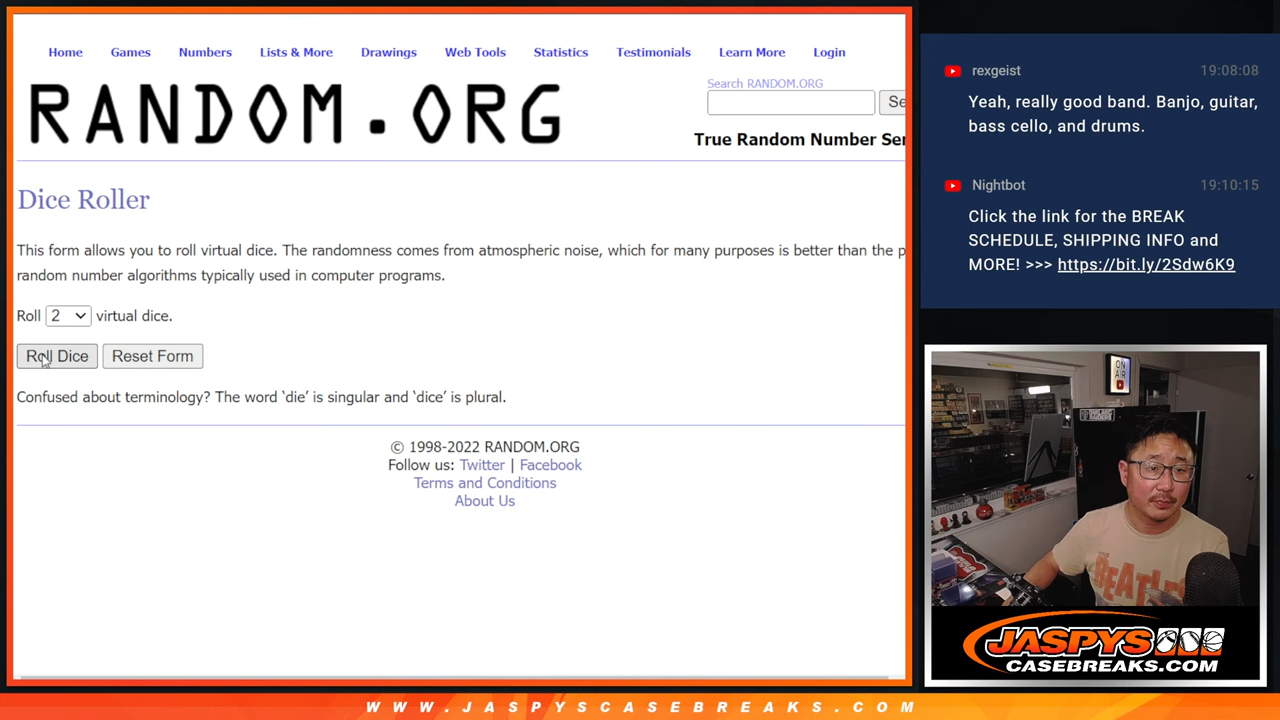 Home Games Numbers Lists & More Drawings Web Tools Statistics Testimonials Learn More Login
RANDOM.ORG
Search RANDOM.ORG
Se
True Random Number Ser
Dice Roller
This form allows you to roll virtual dice. The randomness comes from atmospheric noise, which for many purposes is better than the p
random number algorithms typically used in computer programs.
Roll 2 virtual dice.
Roll Dice Reset Form
Confused about terminology? The word ‘die’ is singular and ‘dice’ is plural.
© 1998-2022 RANDOM.ORG
Follow us: Twitter | Facebook
Terms and Conditions
About Us
rexgeist 19:08:08
Yeah, really good band. Banjo, guitar,
bass cello, and drums.
Nightbot 19:10:15
Click the link for the BREAK
SCHEDULE, SHIPPING INFO and
MORE! >>> https://bit.ly/2Sdw6K9
ON
AIR
THE
BEATLES
JASPYS
CASEBREAKS.COM
WWW.JASPYSCASEBREAKS.COM